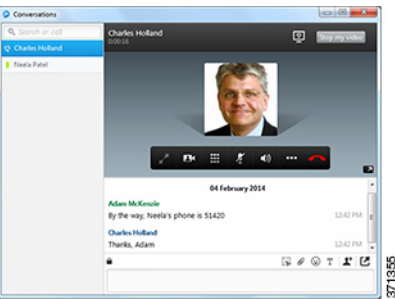 Conversations
Search or call
Charles Holland
Neela Patel
Charles Holland
0:00:16
Stop my video
04 February 2014
Adam McKenzie
By the way, Neela's phone is 51420
12:42 PM
Charles Holland
Thanks, Adam
12:42 PM
371355